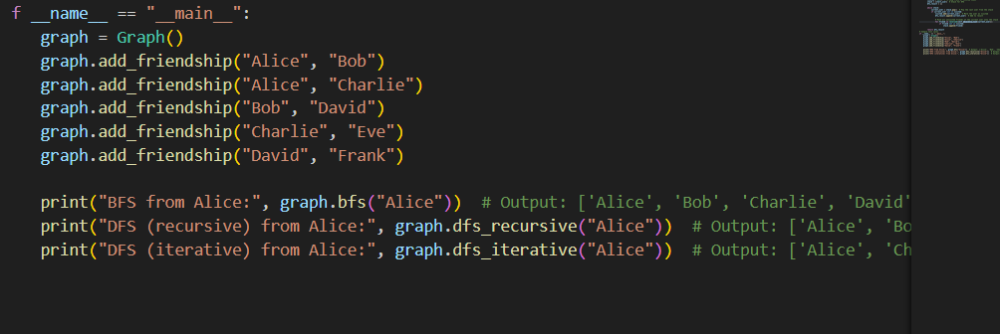 f __name__ == "__main__":
graph = Graph()
graph.add_friendship("Alice", "Bob")
graph.add_friendship("Alice", "Charlie")
graph.add_friendship("Bob", "David")
graph.add_friendship("Charlie", "Eve")
graph.add_friendship("David", "Frank")
print("BFS from Alice:", graph.bfs("Alice"))  # Output: ['Alice', 'Bob', 'Charlie', 'David'
print("DFS (recursive) from Alice:", graph.dfs_recursive("Alice"))  # Output: ['Alice', 'Bo
print("DFS (iterative) from Alice:", graph.dfs_iterative("Alice"))  # Output: ['Alice', 'Ch